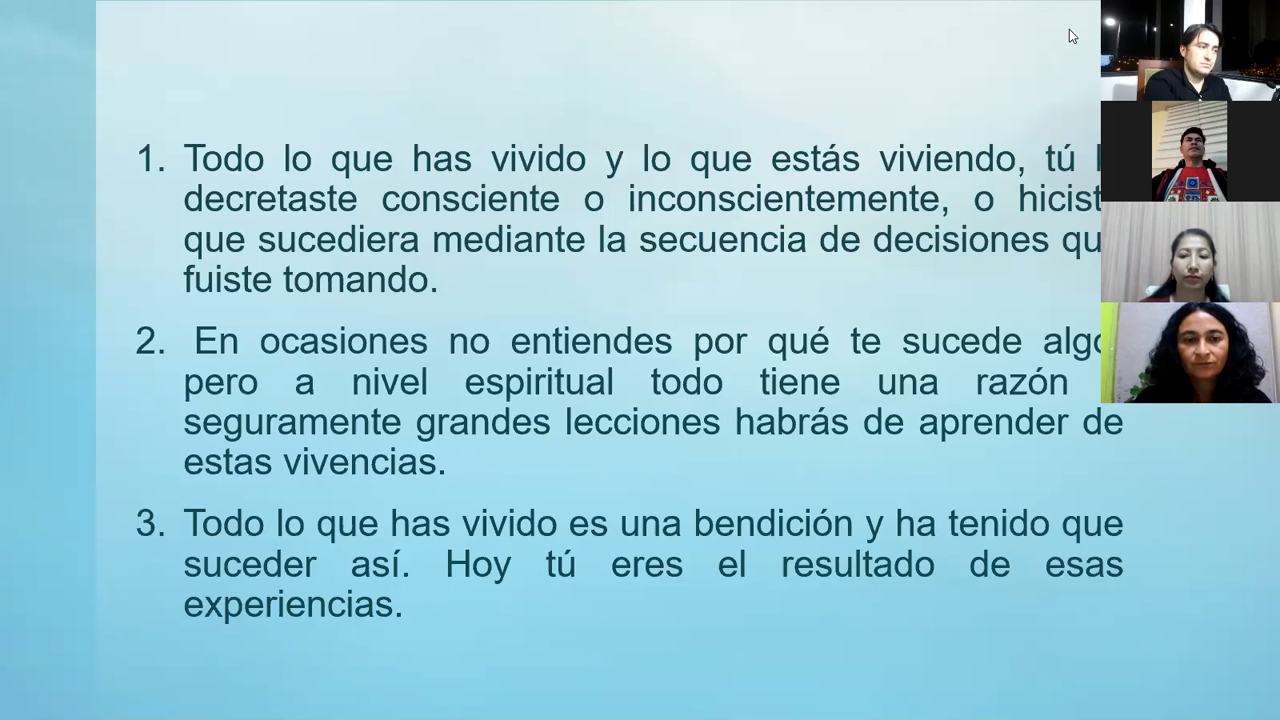 1. Todo lo que has vivido y lo que estás viviendo, tú
decretaste consciente o inconscientemente, o
que sucediera mediante la secuencia de decisiones
fuiste tomando.
2. En ocasiones no entiendes por qué te sucede algo
pero a nivel espiritual todo tiene una razón
seguramente grandes lecciones habrás de aprender de
estas vivencias.
3. Todo lo que has vivido es una bendición y ha tenido que
suceder así. Hoy tú eres el resultado de esas
experiencias.